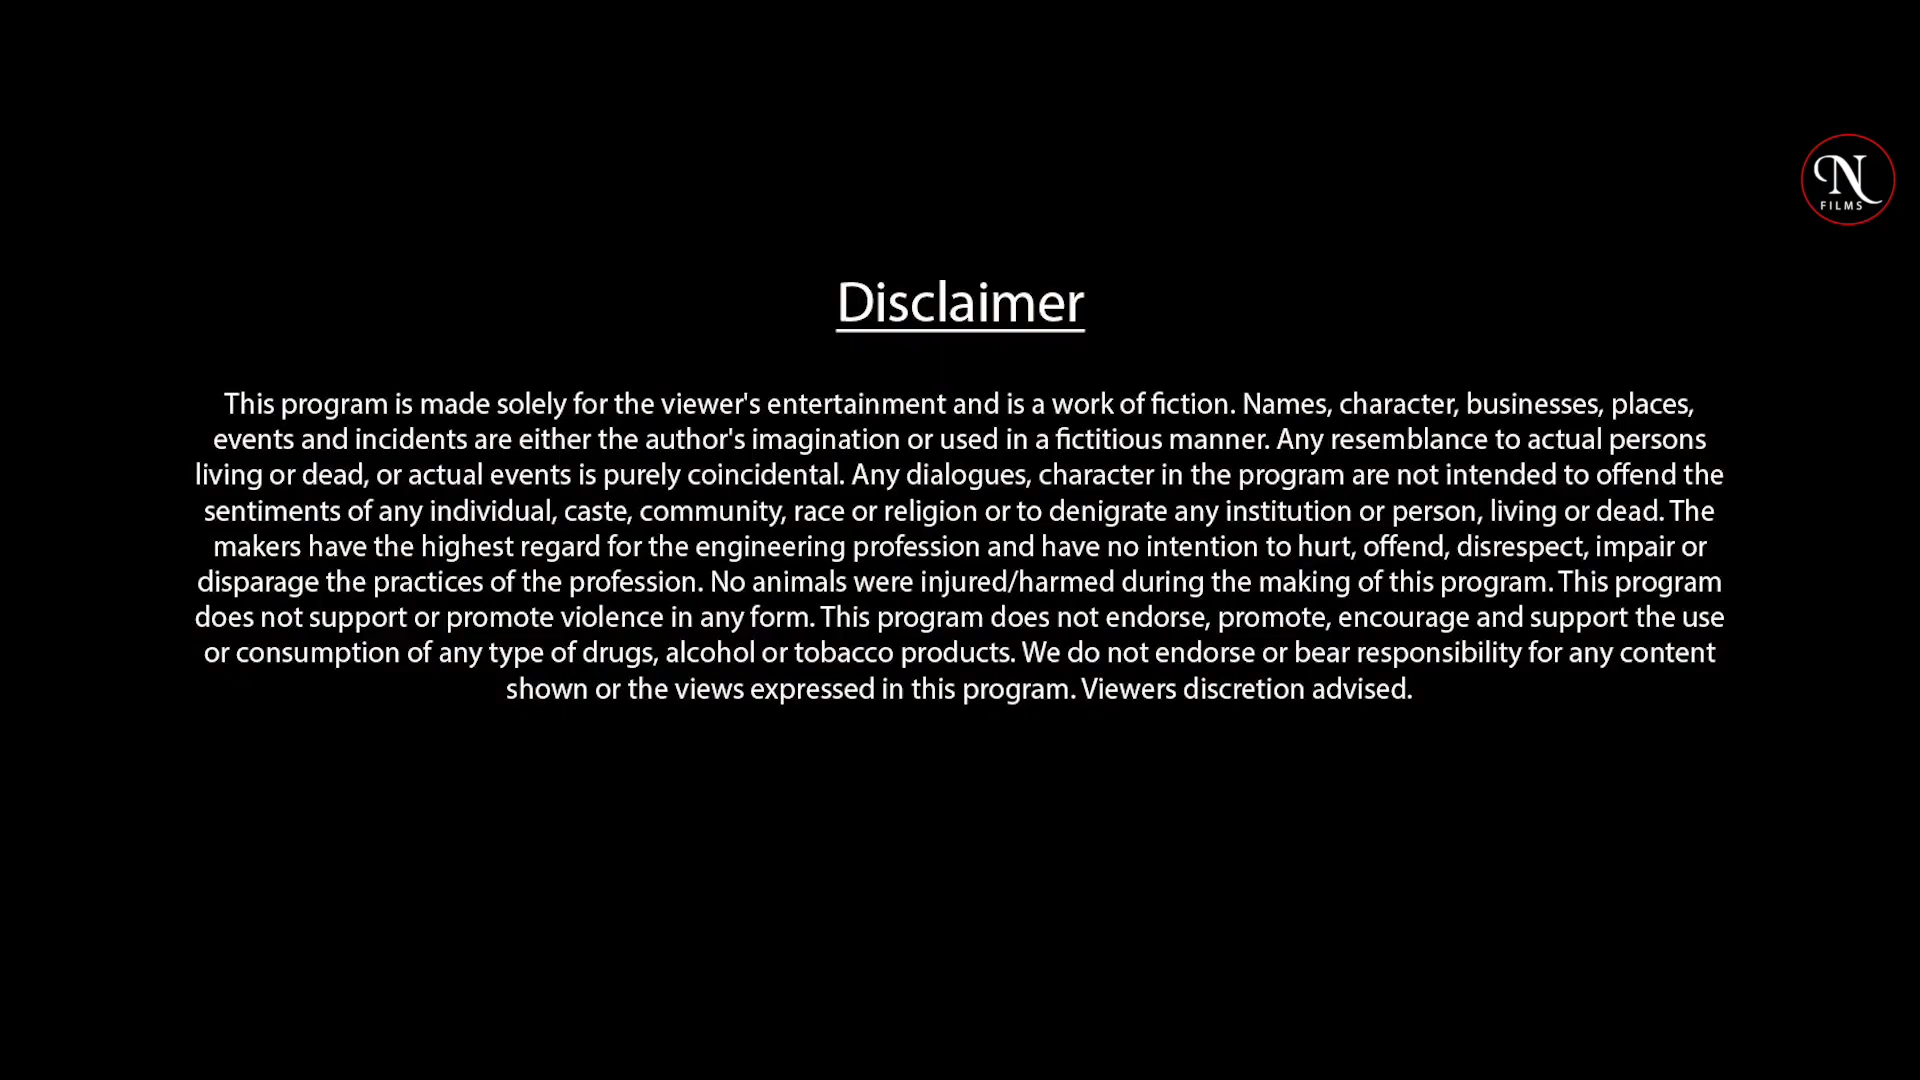 N
FILMS
Disclaimer
This program is made solely for the viewer's entertainment and is a work of fiction. Names, character, businesses, places,
events and incidents are either the author's imagination or used in a fictitious manner. Any resemblance to actual persons
living or dead, or actual events is purely coincidental. Any dialogues, character in the program are not intended to offend the
sentiments of any individual, caste, community, race or religion or to denigrate any institution or person, living or dead. The
makers have the highest regard for the engineering profession and have no intention to hurt, offend, disrespect, impair or
disparage the practices of the profession. No animals were injured/harmed during the making of this program. This program
does not support or promote violence in any form. This program does not endorse, promote, encourage and support the use
or consumption of any type of drugs, alcohol or tobacco products. We do not endorse or bear responsibility for any content
shown or the views expressed in this program. Viewers discretion advised.